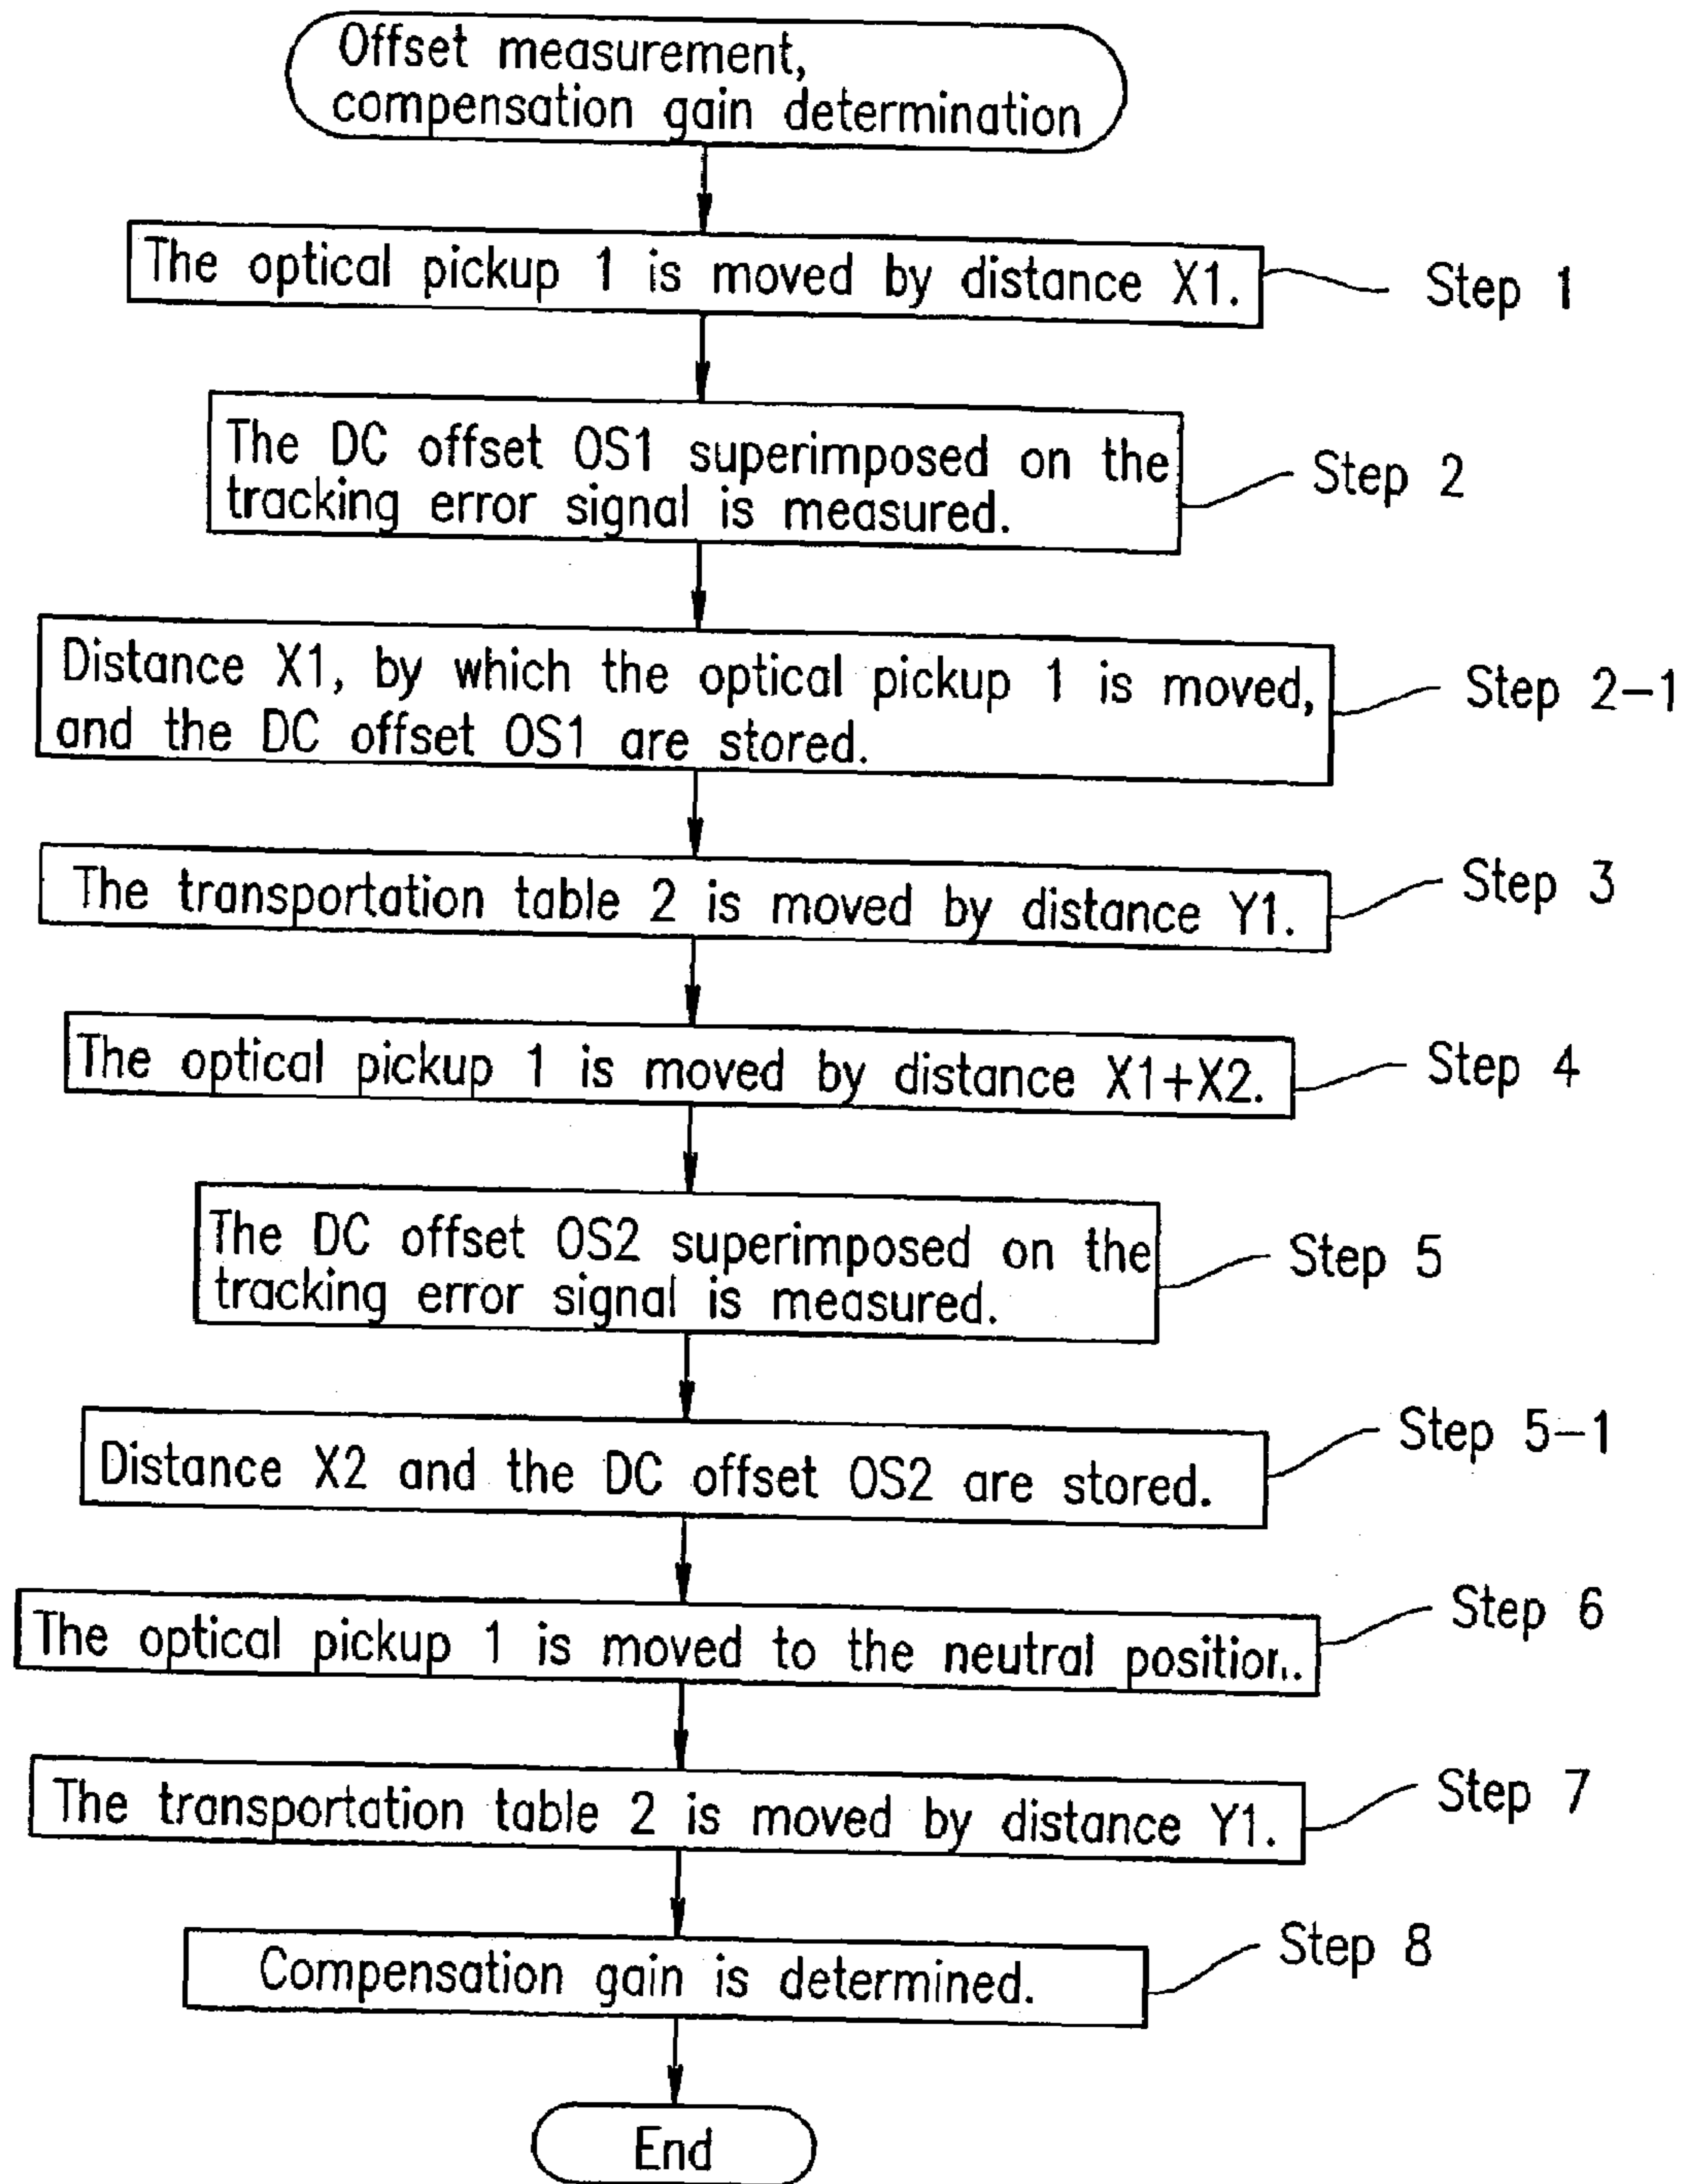 Offset measurement,
compensation gain determination
The optical pickup 1 is moved by distance X1.
Step 1
The DC offset OS1 superimposed on the
tracking error signal is measured.
Step 2
Distance X1, by which the optical pickup 1 is moved,
and the DC offset OS1 are stored.
Step 2-1
The transportation table 2 is moved by distance Y1.
Step 3
The optical pickup 1 is moved by distance X1+X2.
Step 4
The DC offset OS2 superimposed on the
tracking error signal is measured.
Step 5
Distance X2 and the DC offset OS2 are stored.
Step 5-1
The optical pickup 1 is moved to the neutral position.
Step 6
The transportation table 2 is moved by distance Y1.
Step 7
Compensation gain is determined.
Step 8
End